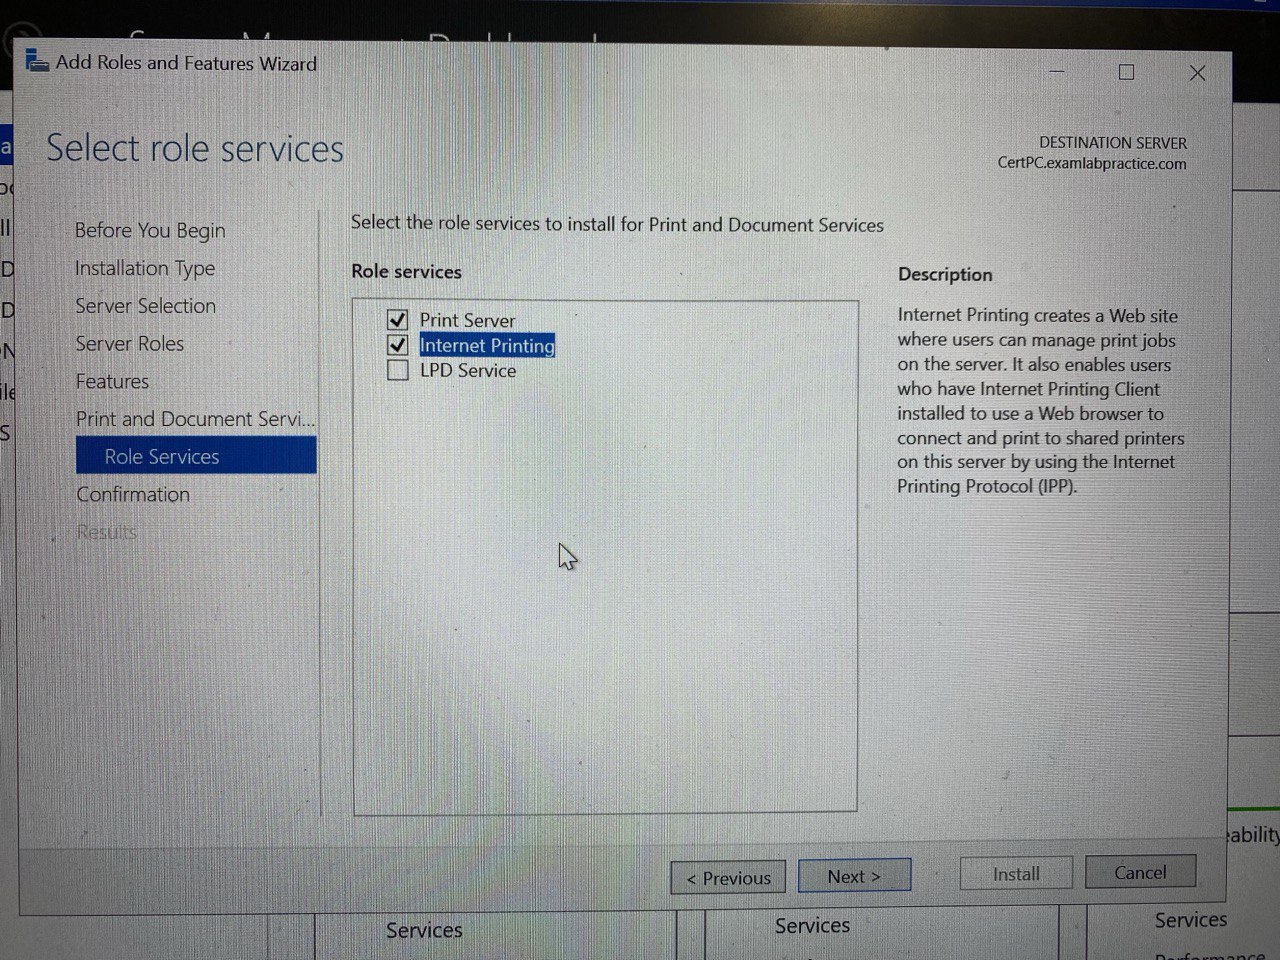 Add Roles and Features Wizard
Select role services
DESTINATION SERVER
CertPC.examlabpractice.com
Before You Begin
Installation Type
Server Selection
Server Roles
Features
Print and Document Servi...
Role Services
Confirmation
Results
Select the role services to install for Print and Document Services
Role services
Print Server
Internet Printing
LPD Service
Description
Internet Printing creates a Web site
where users can manage print jobs
on the server. It also enables users
who have Internet Printing Client
installed to use a Web browser to
connect and print to shared printers
on this server by using the Internet
Printing Protocol (IPP).
< Previous
Next >
Install
Cancel
Services
Services
Services
Performance